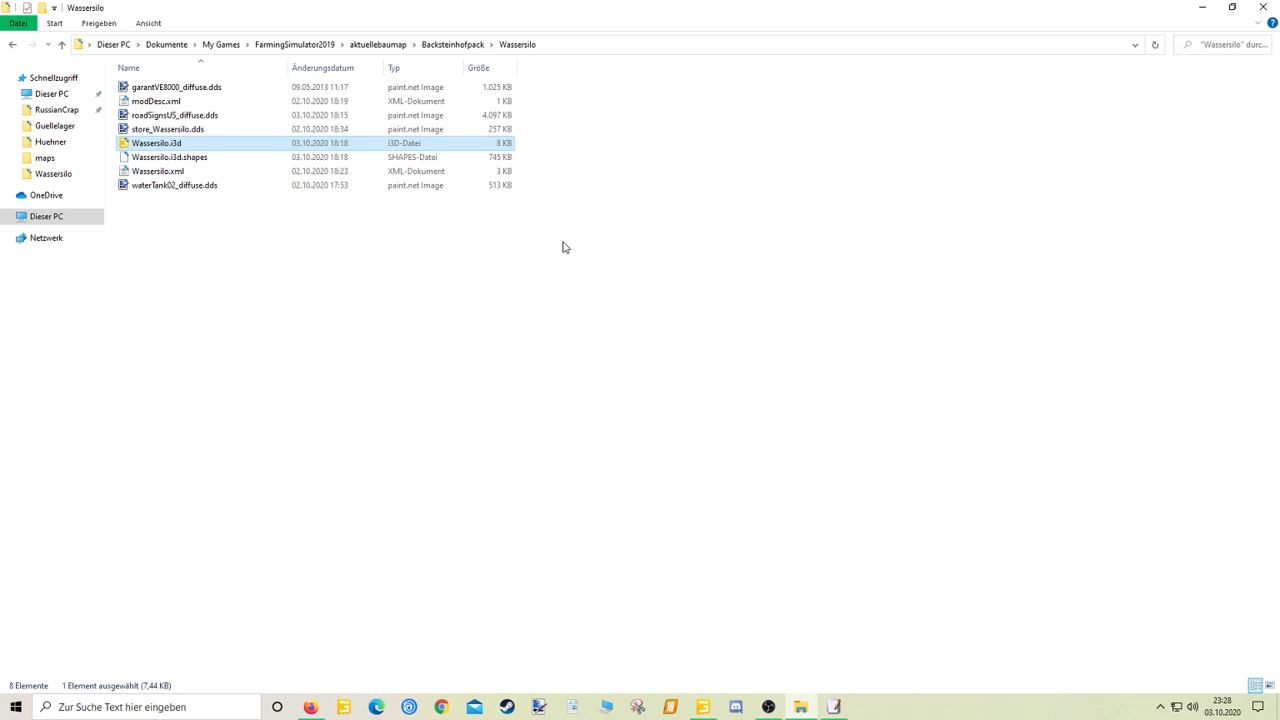 Wassersilo
Datei Start Freigeben Ansicht
Dieser PC Dokumente My Games FarmingSimulator2019 aktuellebaumap Backsteinhofpack Wassersilo "Wassersilo" durc...
Name Änderungsdatum Typ Größe
Schnellzugriff
Dieser PC
RussianCrap
Guellelager
Huehner
maps
Wassersilo
OneDrive
Dieser PC
Netzwerk
garantVE8000_diffuse.dds 09.05.2013 11:17 paint.net Image 1.025 KB
modDesc.xml 02.10.2020 18:19 XML-Dokument 1 KB
roadSignsUS_diffuse.dds 03.10.2020 18:15 paint.net Image 4.097 KB
store_Wassersilo.dds 02.10.2020 18:34 paint.net Image 257 KB
Wassersilo.i3d 03.10.2020 18:18 I3D-Datei 8 KB
Wassersilo.i3d.shapes 03.10.2020 18:18 SHAPES-Datei 745 KB
Wassersilo.xml 02.10.2020 18:23 XML-Dokument 3 KB
waterTank02_diffuse.dds 02.10.2020 17:53 paint.net Image 513 KB
8 Elemente 1 Element ausgewählt (7,44 KB)
Zur Suche Text hier eingeben
23:28
03.10.2020